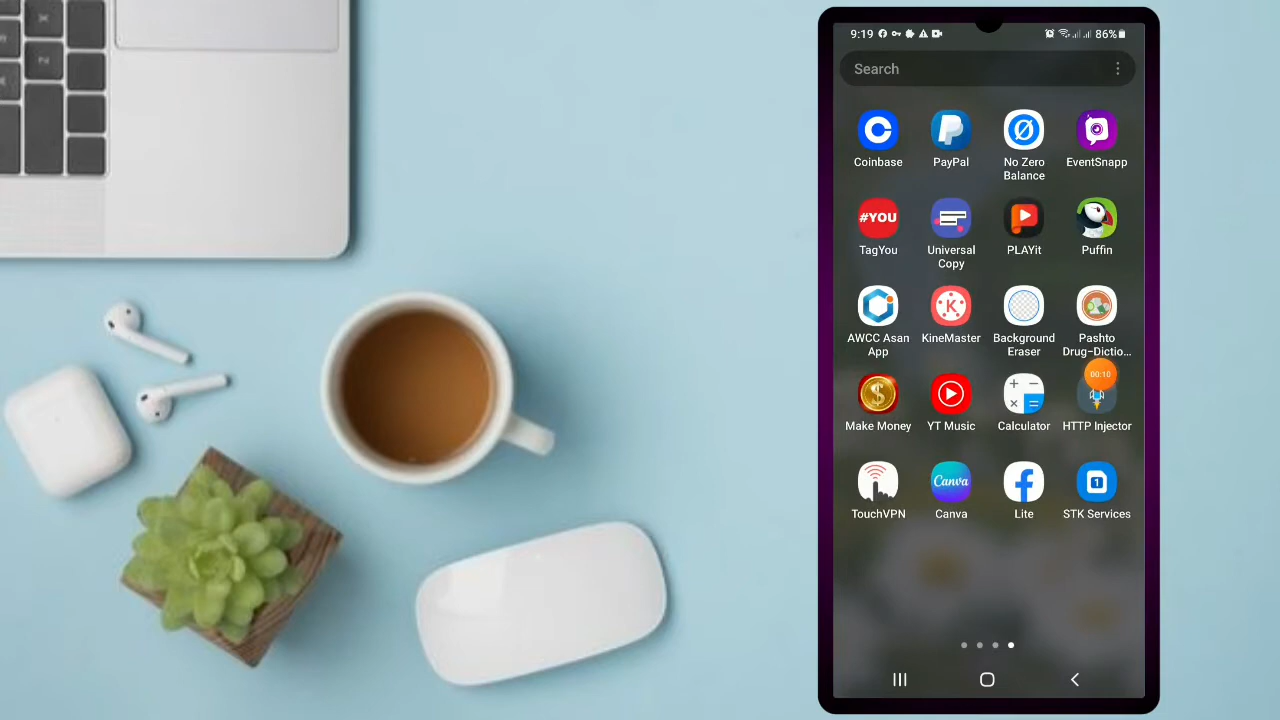 9:19
86%
Search
Coinbase
PayPal
No Zero
Balance
EventSnapp
#YOU
TagYou
Universal
Copy
PLAYit
Puffin
AWCC Asan
App
K
KineMaster
Background
Eraser
Pashto
Drug-Dictio...
00:10
$
Make Money
YT Music
Calculator
HTTP Injector
TouchVPN
Canva
Canva
Lite
1
STK Services